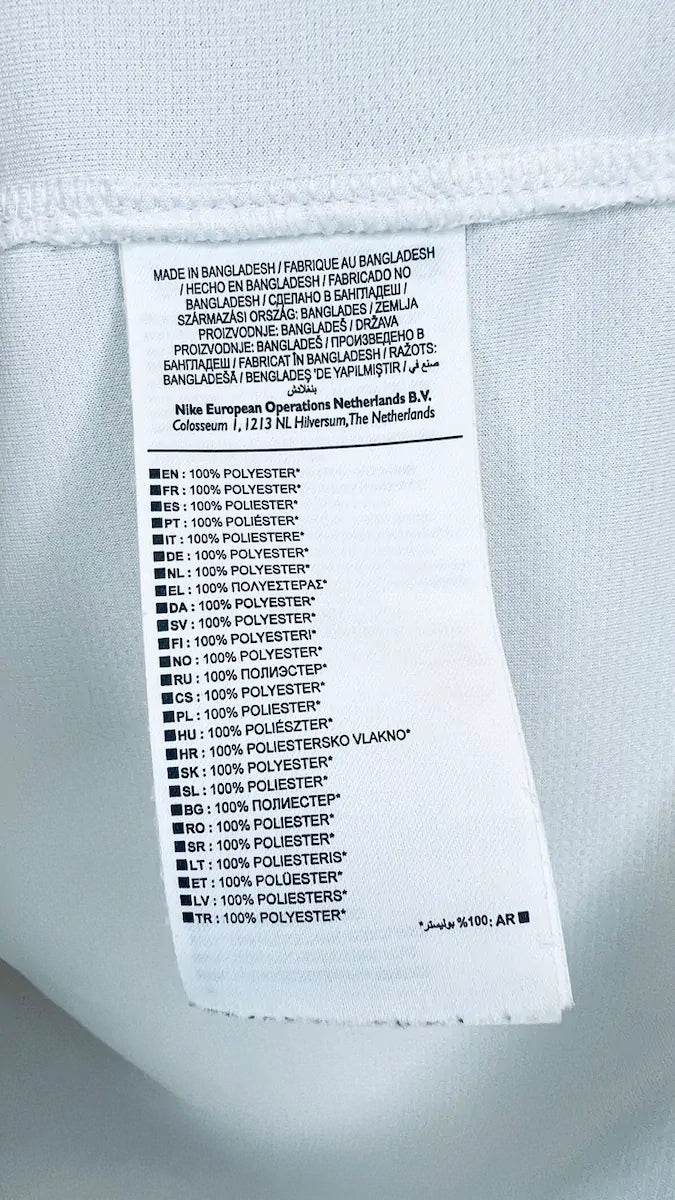 MADE IN BANGLADESH / FABRIQUE AU BANGLADESH
/ HECHO EN BANGLADESH / FABRICADO NO
BANGLADESH / СДЕЛАНО В БАНГЛАДЕШ /
SZÁRMAZÁSI ORSZÁG: BANGLADES / ZEMLJA
PROIZVODNJE: BANGLADEŠ / DRŽAVA
PROIZVODNJE: BANGLADEŠ / ПРОИЗВЕДЕНО В
БАНГЛАДЕШ / FABRICAT ÎN BANGLADESH / RAŽOTS:
BANGLADEŠĀ / BENGLADEŞ 'DE YAPILMIŞTIR / صنع في
بنغلادش
Nike European Operations Netherlands B.V.
Colosseum 1, 1213 NL Hilversum,The Netherlands
EN : 100% POLYESTER*
FR : 100% POLYESTER*
ES : 100% POLIESTER*
PT : 100% POLIÉSTER*
IT : 100% POLIESTERE*
DE : 100% POLYESTER*
NL : 100% POLYESTER*
EL : 100% ΠΟΛΥΕΣΤΕΡΑΣ*
DA : 100% POLYESTER*
SV : 100% POLYESTER*
FI : 100% POLYESTERI*
NO : 100% POLYESTER*
RU : 100% ПОЛИЭСТЕР*
CS : 100% POLYESTER*
PL : 100% POLIESTER*
HU : 100% POLIÉSZTER*
HR : 100% POLIESTERSKO VLAKNO*
SK : 100% POLYESTER*
SL : 100% POLIESTER*
BG : 100% ПОЛИЕСТЕР*
RO : 100% POLIESTER*
SR : 100% POLIESTER*
LT : 100% POLIESTERIS*
ET : 100% POLÜESTER*
LV : 100% POLIESTERS*
TR : 100% POLYESTER*
AR :100% بوليستر*